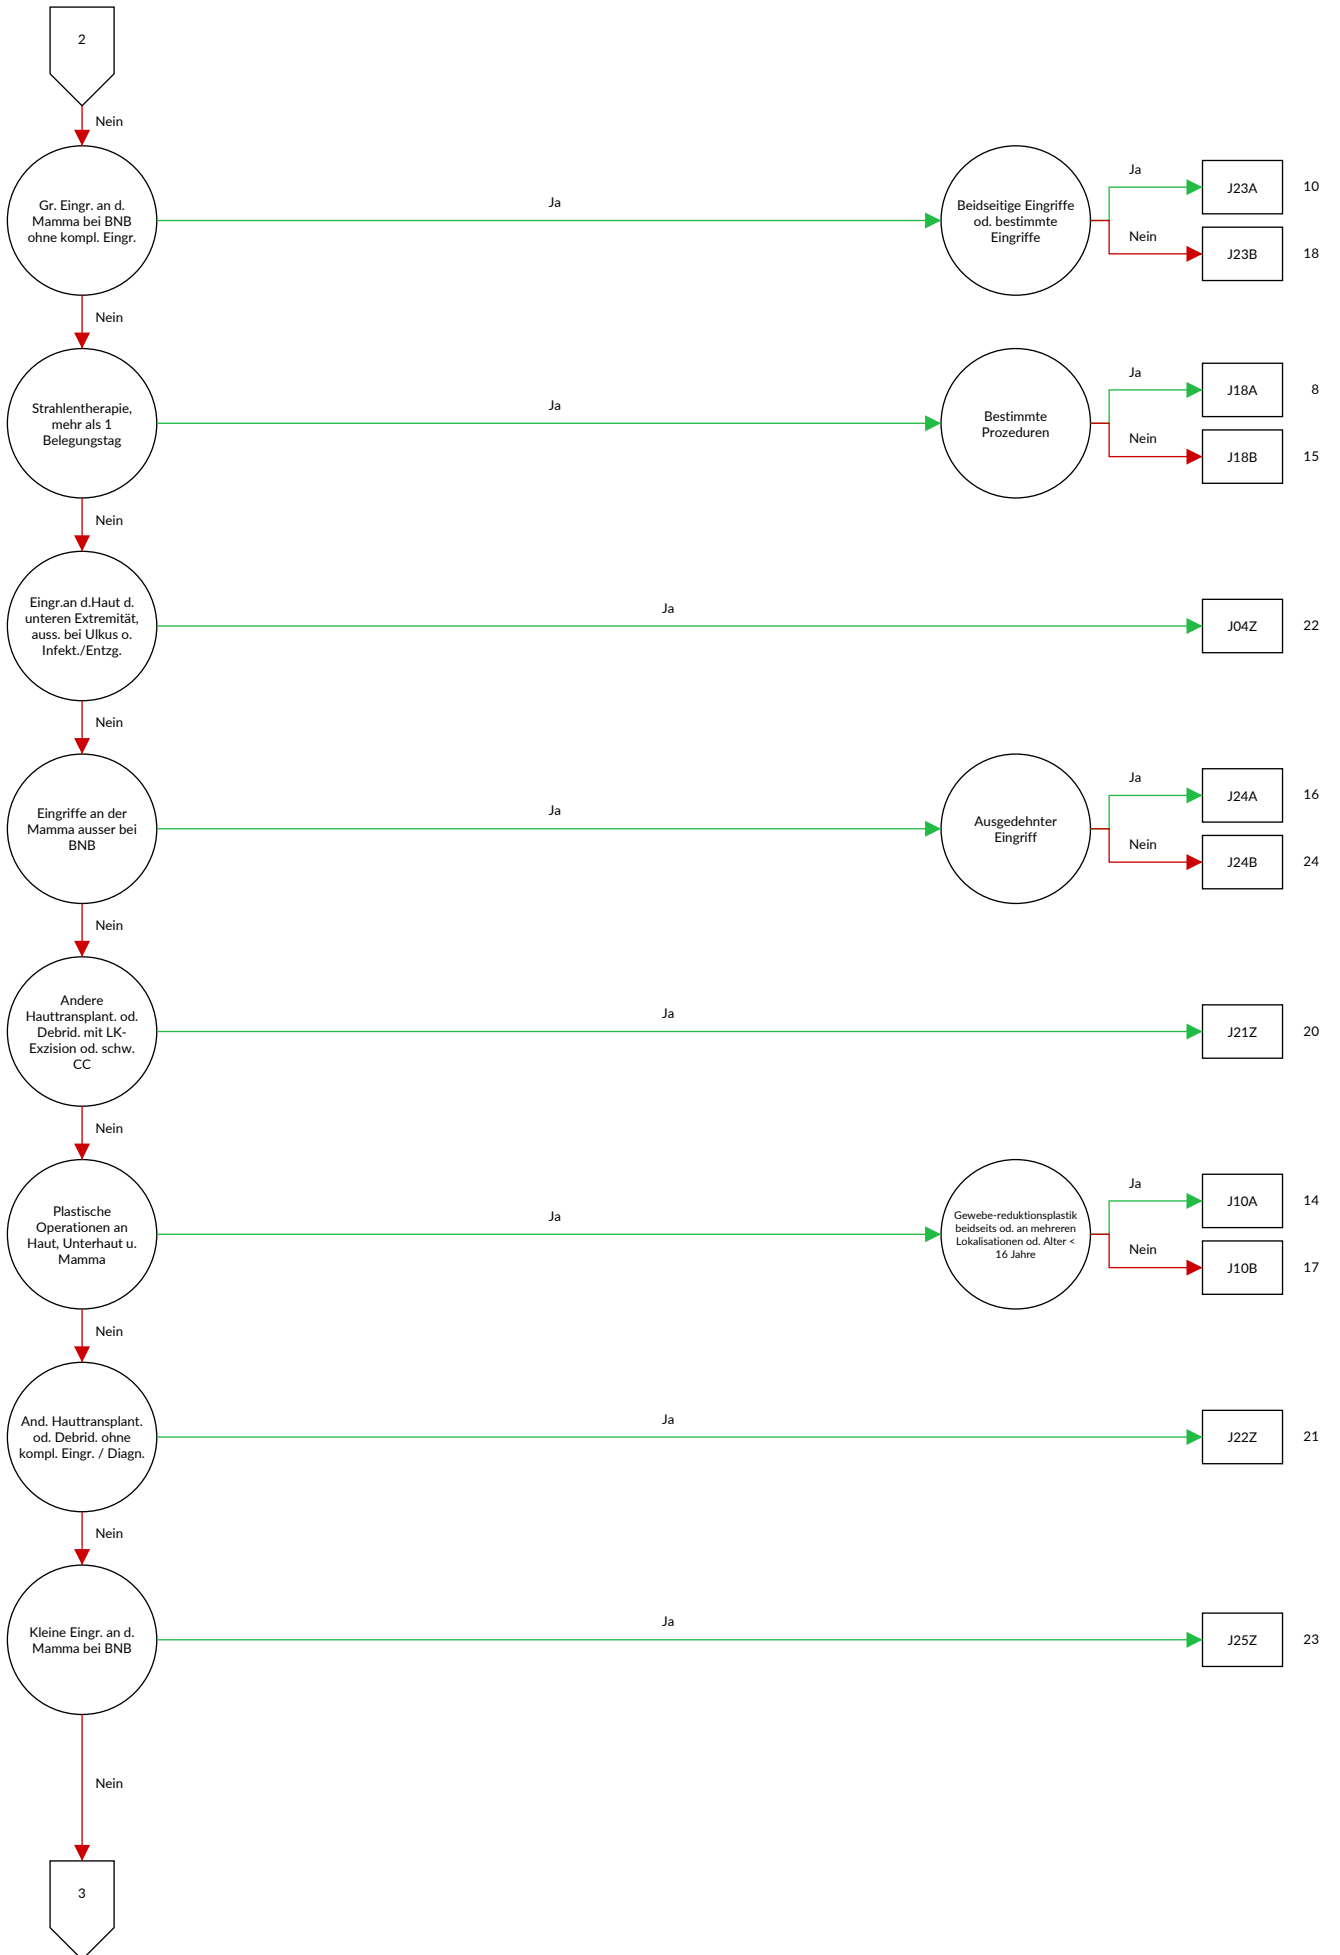 2
Nein
Gr. Eingr. an d.
Mamma bei BNB
ohne kompl. Eingr.
Ja
Beidseitige Eingriffe
od. bestimmte
Eingriffe
Ja
J23A
10
Nein
J23B
18
Nein
Strahlentherapie,
mehr als 1
Belegungstag
Ja
Bestimmte
Prozeduren
Ja
J18A
8
Nein
J18B
15
Nein
Eingr.an d.Haut d.
unteren Extremität,
auss. bei Ulkus o.
Infekt./Entzg.
Ja
J04Z
22
Nein
Eingriffe an der
Mamma ausser bei
BNB
Ja
Ausgedehnter
Eingriff
Ja
J24A
16
Nein
J24B
24
Nein
Andere
Hauttransplant. od.
Debrid. mit LK-
Exzision od. schw.
CC
Ja
J21Z
20
Nein
Plastische
Operationen an
Haut, Unterhaut u.
Mamma
Ja
Gewebe-reduktionsplastik
beidseits od. an mehreren
Lokalisationen od. Alter <
16 Jahre
Ja
J10A
14
Nein
J10B
17
Nein
And. Hauttransplant.
od. Debrid. ohne
kompl. Eingr. / Diagn.
Ja
J22Z
21
Nein
Kleine Eingr. an d.
Mamma bei BNB
Ja
J25Z
23
Nein
3